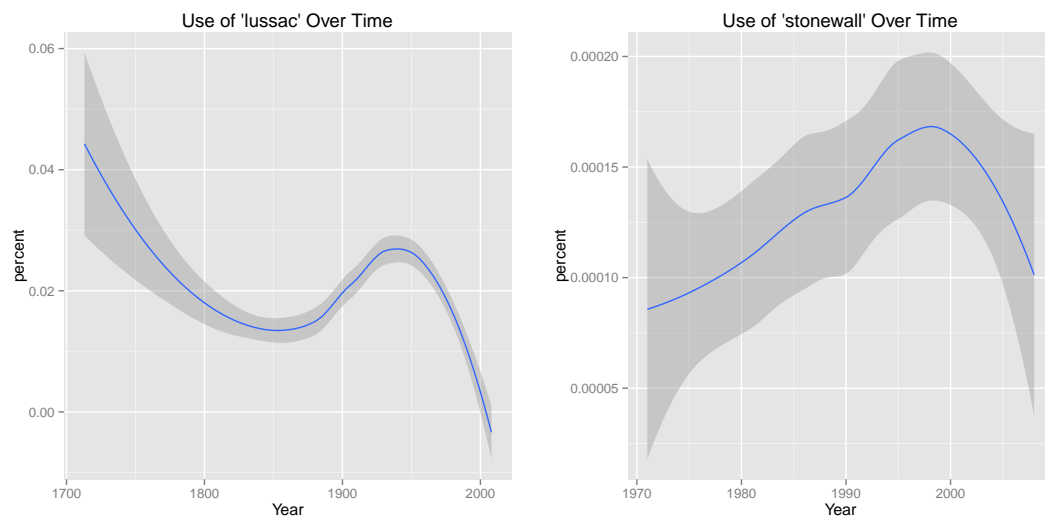 Use of 'lussac' Over Time
percent
0.06
0.04
0.02
0.00
1700 1800 1900 2000
Year
Use of 'stonewall' Over Time
percent
0.00020
0.00015
0.00010
0.00005
1970 1980 1990 2000
Year